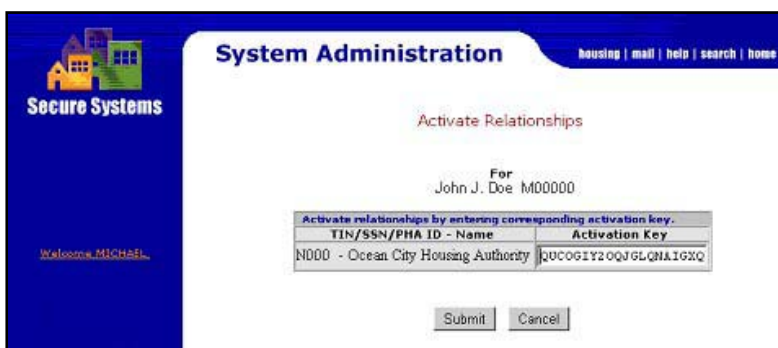 System Administration
housing | mail | help | search | home
Secure Systems
Activate Relationships
For
John J. Doe M00000
Activate relationships by entering corresponding activation key.
TIN/SSN/PHA ID - Name Activation Key
N000 - Ocean City Housing Authority QUCOGIYZOQJGLQNAIGXQ
Welcome MICHAEL.
Submit Cancel